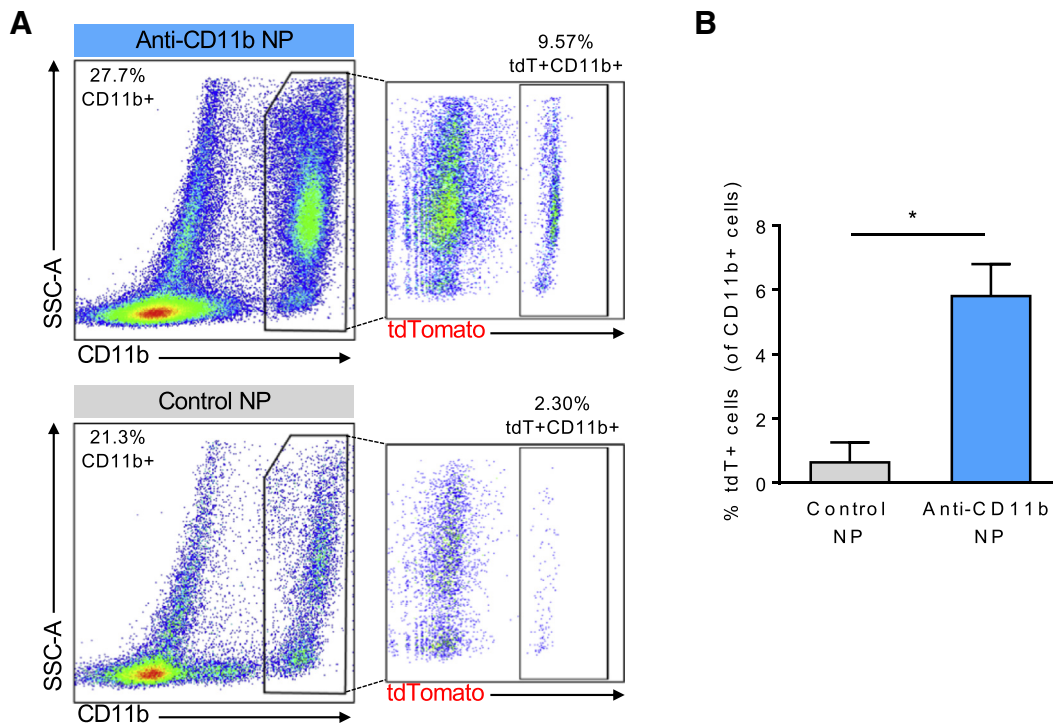 A
Anti-CD11b NP
27.7%
CD11b+
SSC-A
CD11b
9.57%
tdT+CD11b+
tdTomato
Control NP
21.3%
CD11b+
SSC-A
CD11b
2.30%
tdT+CD11b+
tdTomato
B
% tdT+ cells (of CD11b+ cells)
8
6
4
2
0
*
Control
NP
Anti-CD11b
NP